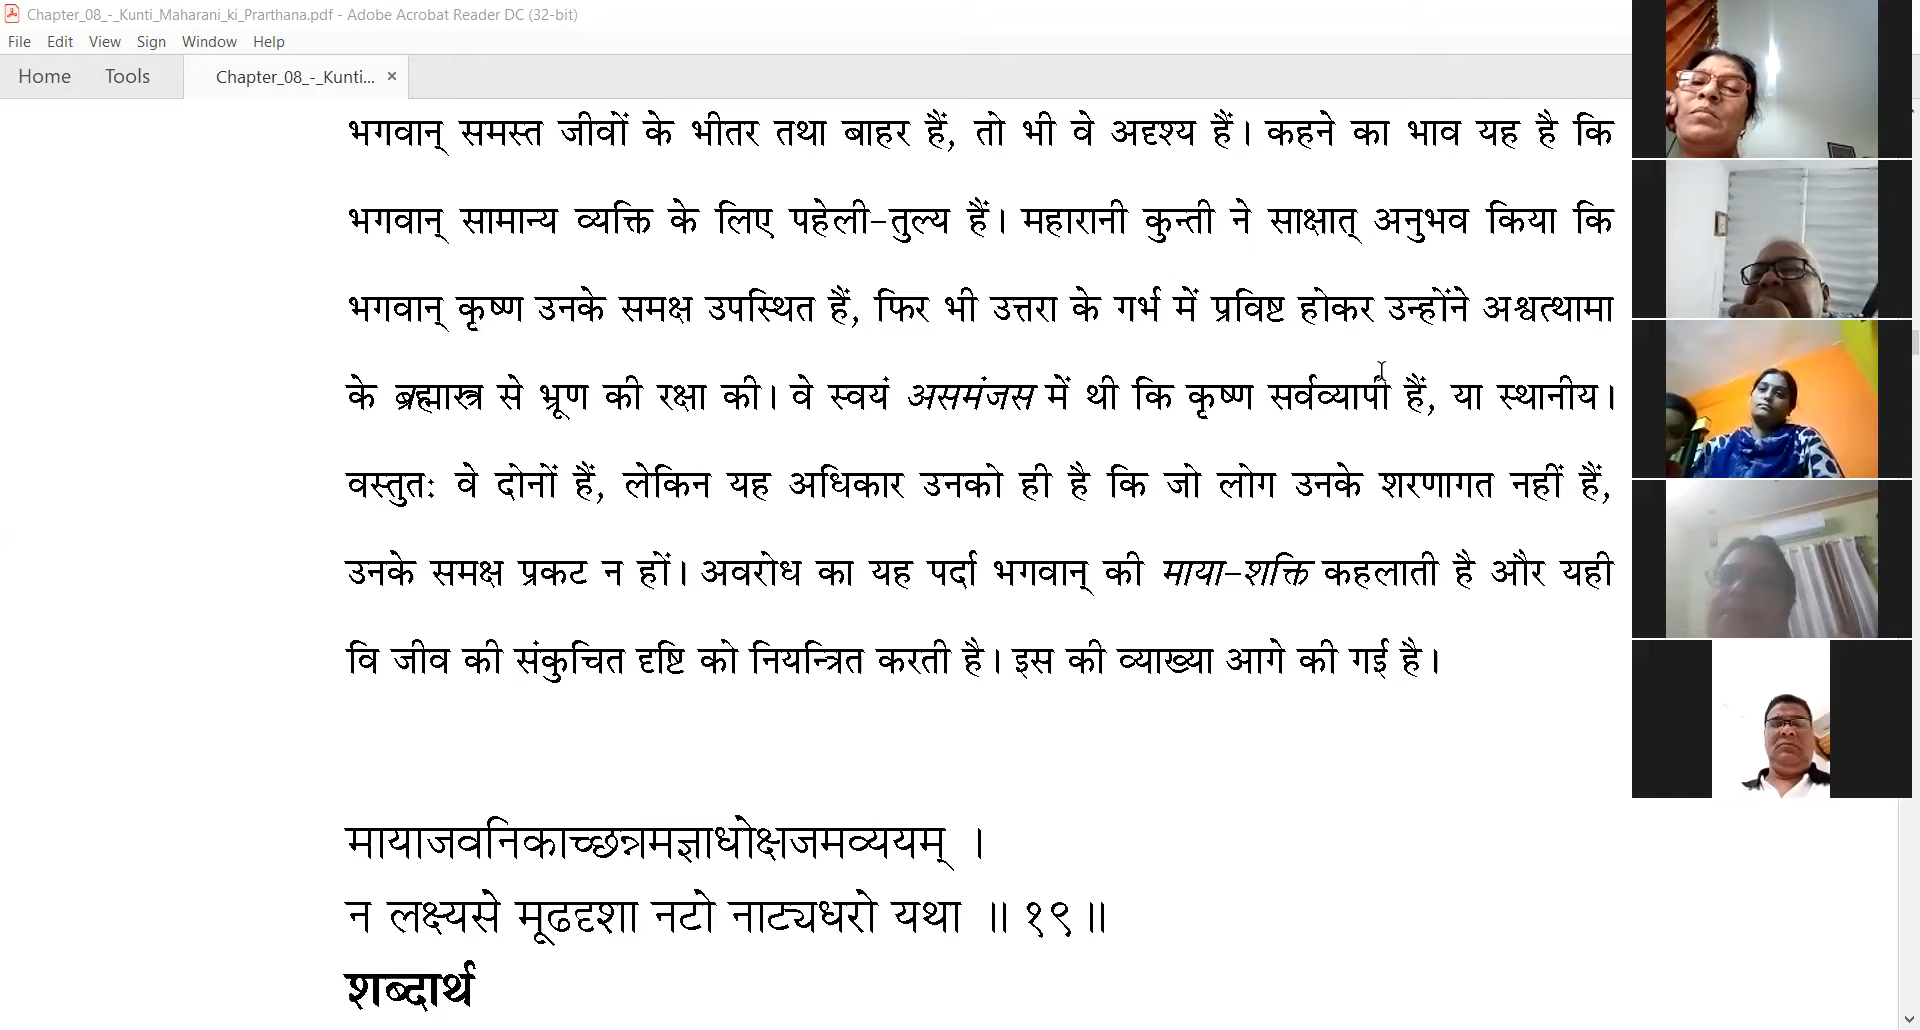 Chapter_08_-_Kunti_Maharani_ki_Prarthana.pdf - Adobe Acrobat Reader DC (32-bit)
File Edit View Sign Window Help
Home Tools Chapter_08_-_Kunti... ×
भगवान् समस्त जीवों के भीतर तथा बाहर हैं, तो भी वे अदृश्य हैं। कहने का भाव यह है कि
भगवान् सामान्य व्यक्ति के लिए पहेली-तुल्य हैं। महारानी कुन्ती ने साक्षात् अनुभव किया कि
भगवान् कृष्ण उनके समक्ष उपस्थित हैं, फिर भी उत्तरा के गर्भ में प्रविष्ट होकर उन्होंने अश्वत्थामा
के ब्रह्मास्त्र से भ्रूण की रक्षा की। वे स्वयं असमंजस में थी कि कृष्ण सर्वव्यापी हैं, या स्थानीय।
वस्तुतः वे दोनों हैं, लेकिन यह अधिकार उनको ही है कि जो लोग उनके शरणागत नहीं हैं,
उनके समक्ष प्रकट न हों। अवरोध का यह पर्दा भगवान् की माया-शक्ति कहलाती है और यही
वि जीव की संकुचित दृष्टि को नियन्त्रित करती है। इस की व्याख्या आगे की गई है।
मायाजवनिकाच्छन्नमज्ञाधोक्षजमव्ययम् ।
न लक्ष्यसे मूढदृशा नटो नाट्यधरो यथा ॥ १९॥
शब्दार्थ